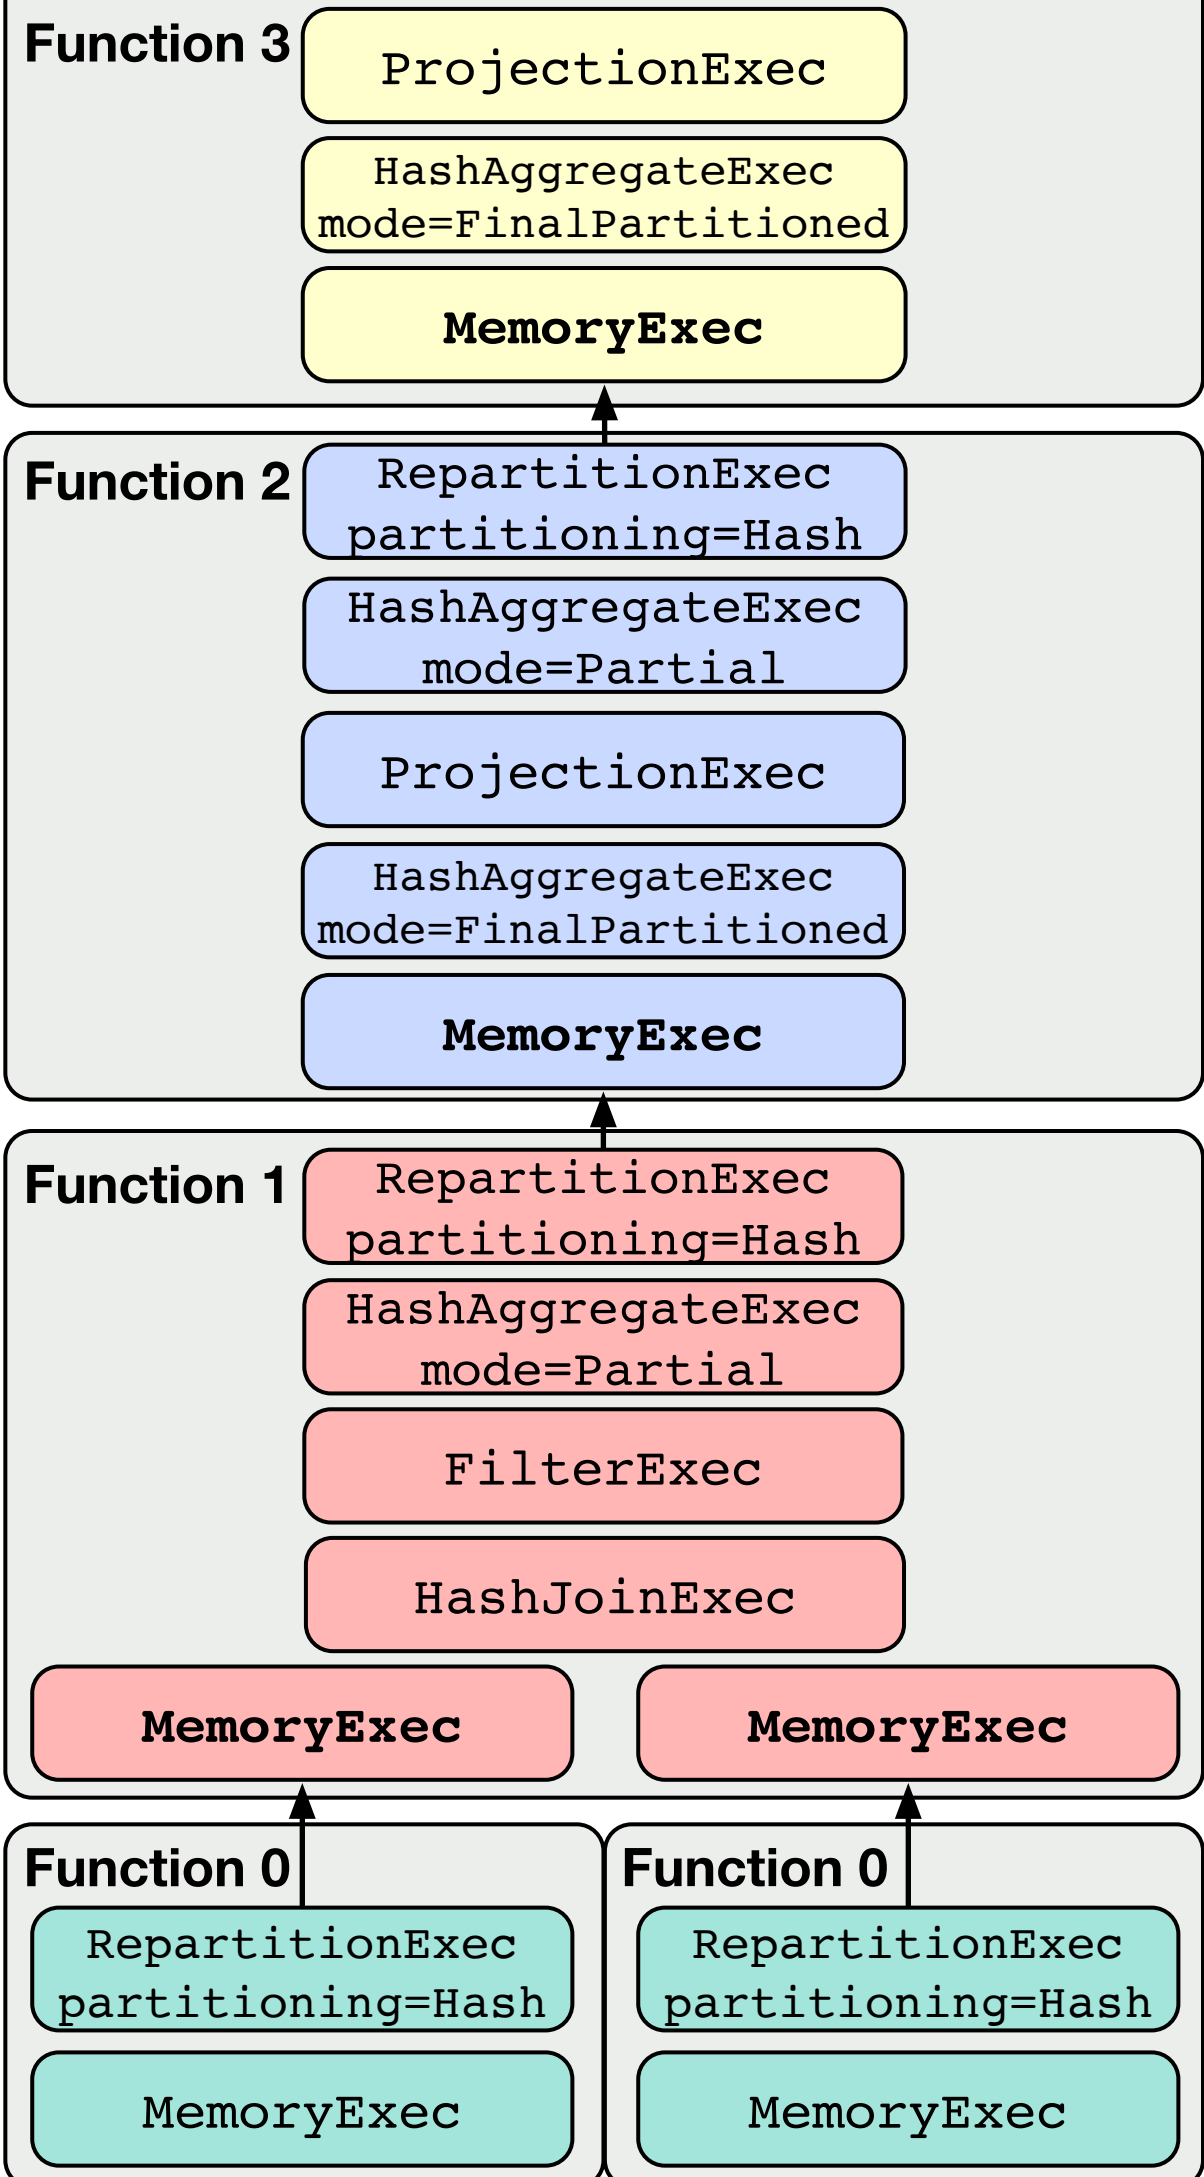 Function 3
ProjectionExec
HashAggregateExec
mode=FinalPartitioned
MemoryExec
Function 2
RepartitionExec
partitioning=Hash
HashAggregateExec
mode=Partial
ProjectionExec
HashAggregateExec
mode=FinalPartitioned
MemoryExec
Function 1
RepartitionExec
partitioning=Hash
HashAggregateExec
mode=Partial
FilterExec
HashJoinExec
MemoryExec
MemoryExec
Function 0
RepartitionExec
partitioning=Hash
MemoryExec
Function 0
RepartitionExec
partitioning=Hash
MemoryExec